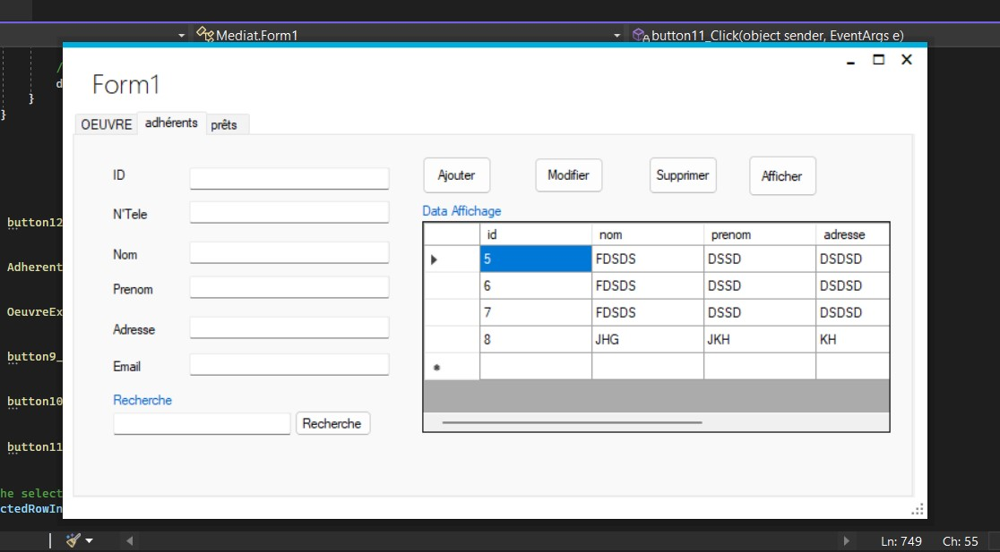 Mediat.Form1
button11_Click(object sender, EventArgs e)
/
d
}
}
Form1
OEUVRE
adhérents
prêts
ID
N'Tele
Nom
Prenom
Adresse
Email
Recherche
Recherche
Ajouter
Modifier
Supprimer
Afficher
Data Affichage
id nom prenom adresse
5 FDSDS DSSD DSDSD
6 FDSDS DSSD DSDSD
7 FDSDS DSSD DSDSD
8 JHG JKH KH
button12
Adherent
OeuvreEx
button9_
button10
button11
he select
ctedRowIn
Ln: 749 Ch: 55